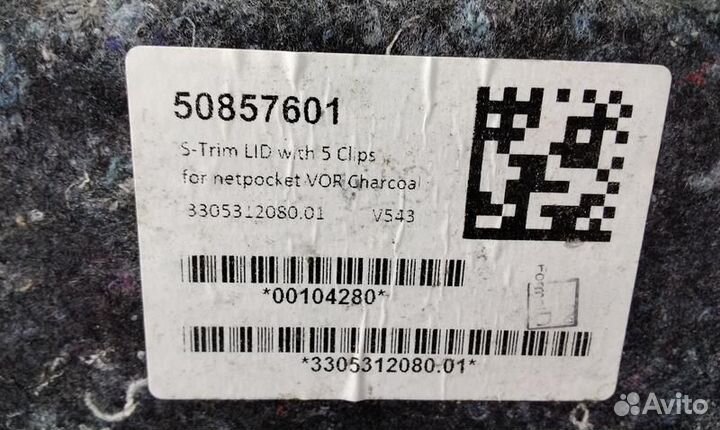 50857601
S-Trim LID with 5 Clips
for netpocket VOR Charcoal
3305312080.01 V543
*00104280*
*3305312080.01*
Avito